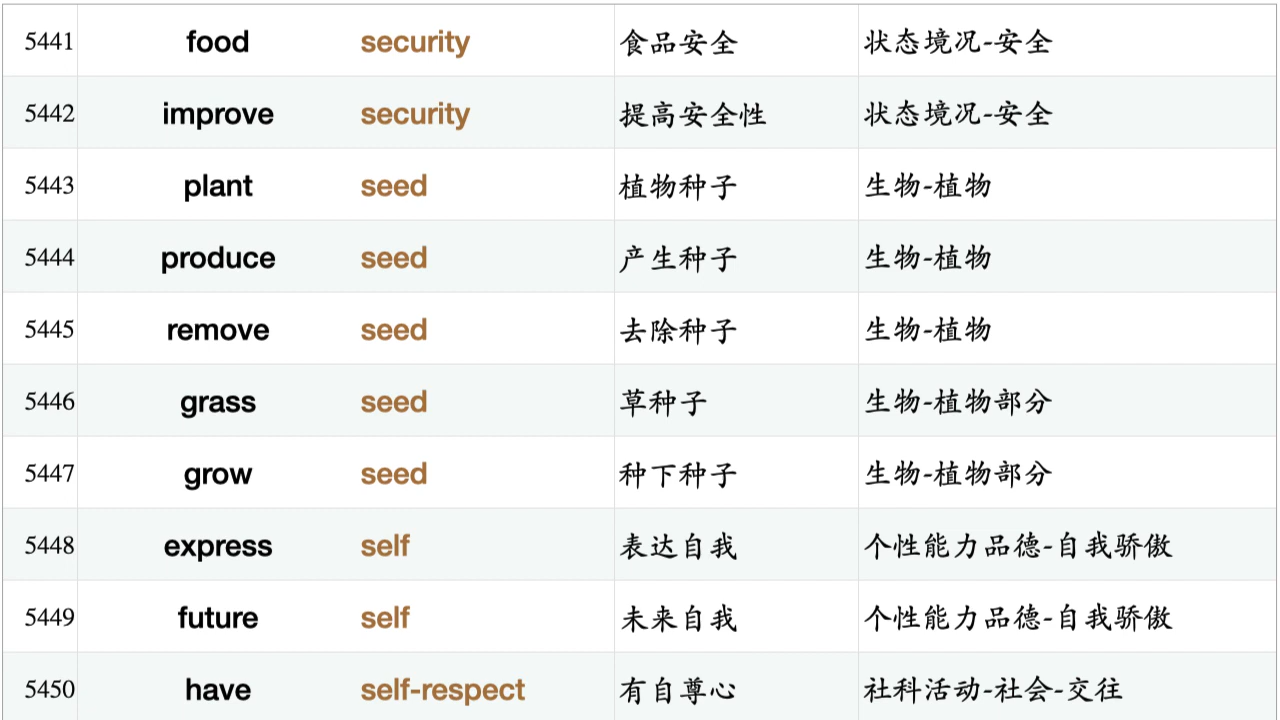 5441 food security 食品安全 状态境况-安全
5442 improve security 提高安全性 状态境况-安全
5443 plant seed 植物种子 生物-植物
5444 produce seed 产生种子 生物-植物
5445 remove seed 去除种子 生物-植物
5446 grass seed 草种子 生物-植物部分
5447 grow seed 种下种子 生物-植物部分
5448 express self 表达自我 个性能力品德-自我骄傲
5449 future self 未来自我 个性能力品德-自我骄傲
5450 have self-respect 有自尊心 社科活动-社会-交往